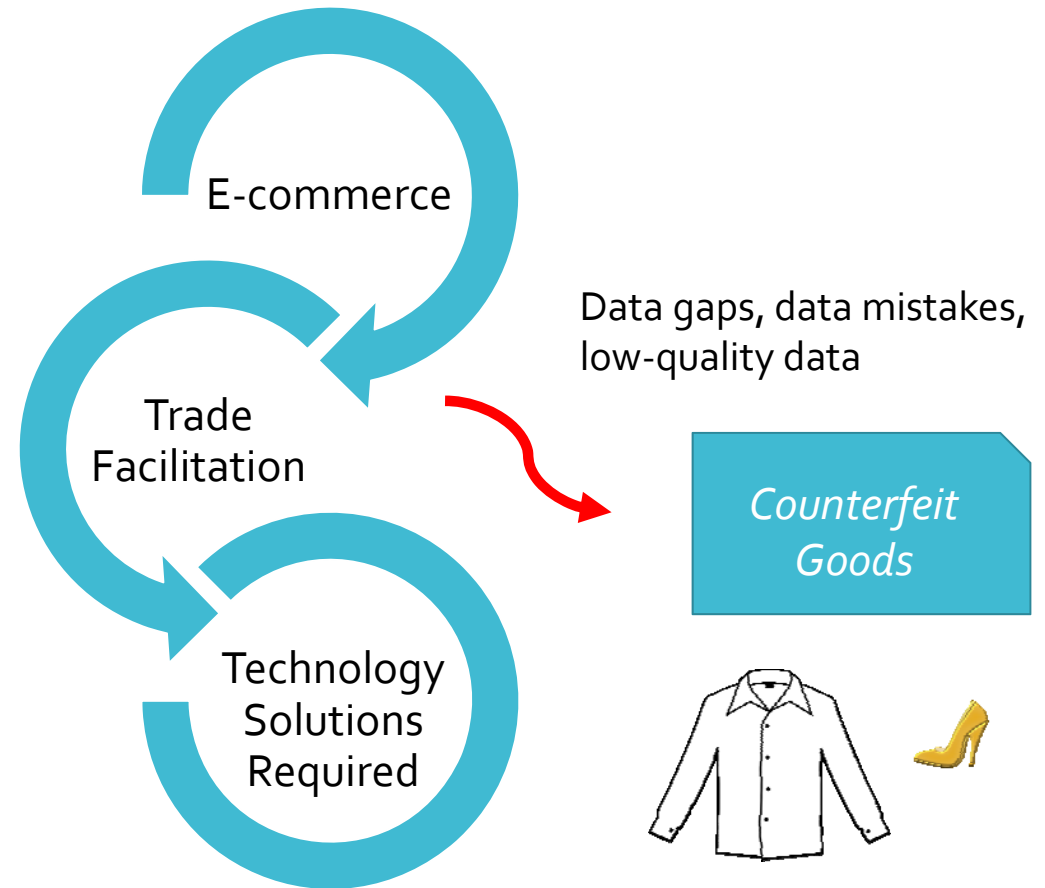 E-commerce
Data gaps, data mistakes,
low-quality data
Trade
Facilitation
Counterfeit
Goods
Technology
Solutions
Required